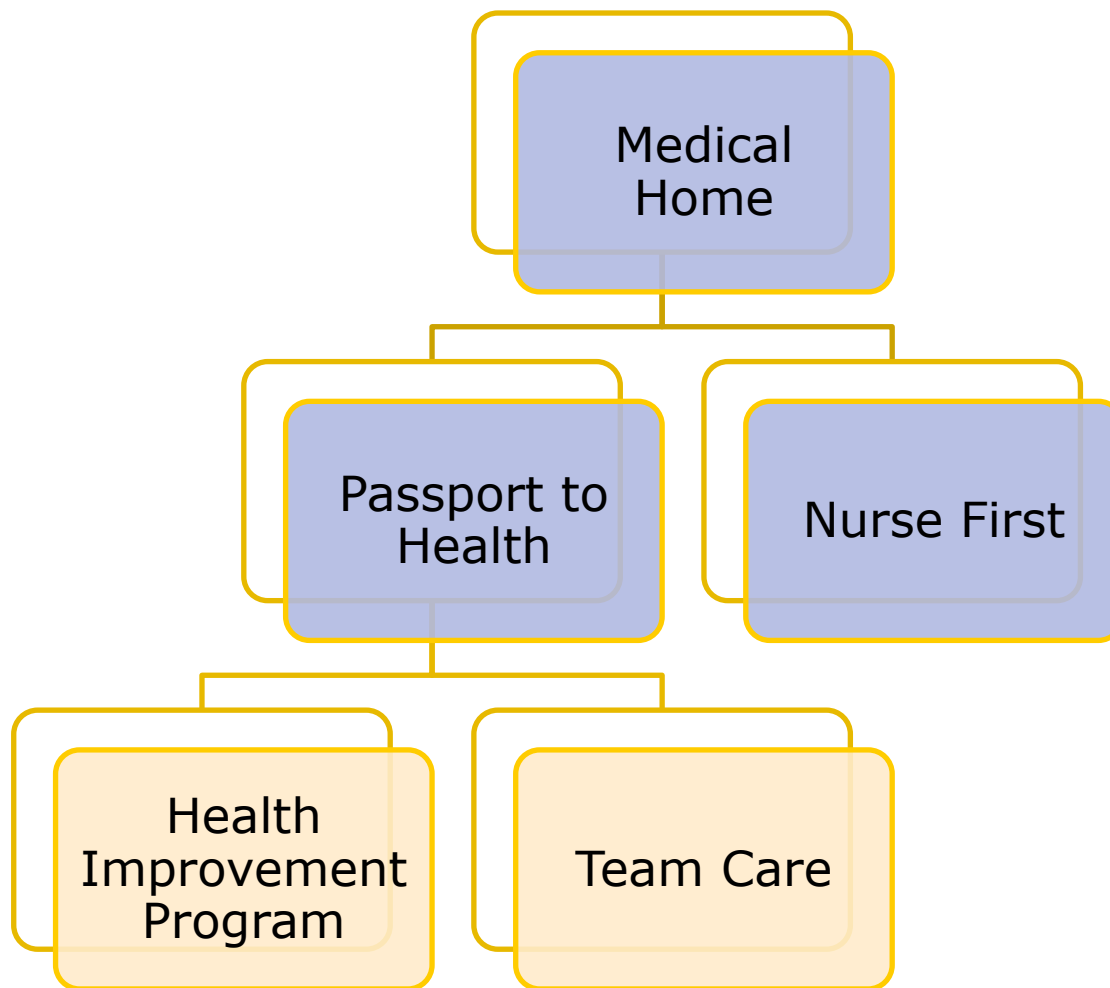 Medical
Home
Passport to
Health
Nurse First
Health
Improvement
Program
Team Care